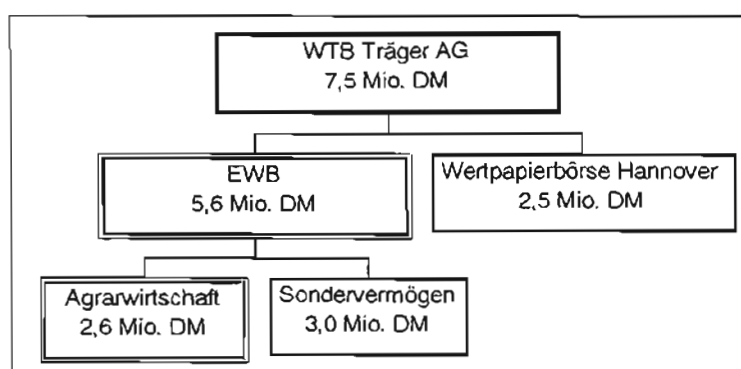 WTB Träger AG
7,5 Mio. DM
EWB
5,6 Mio. DM
Wertpapierbörse Hannover
2,5 Mio. DM
Agrarwirtschaft
2,6 Mio. DM
Sondervermögen
3,0 Mio. DM